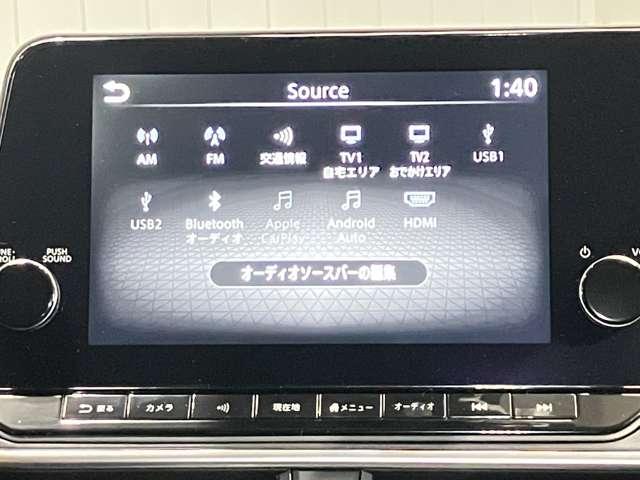 Source 1:40
AM FM 交通情報 TV1 TV2 USB1
自宅エリア おでかけエリア
USB2 Bluetooth Apple Android HDMI
オーディオ CarPlay Auto
オーディオソースバーの編集
PUSH
SOUND
戻る カメラ 現在地 メニュー オーディオ